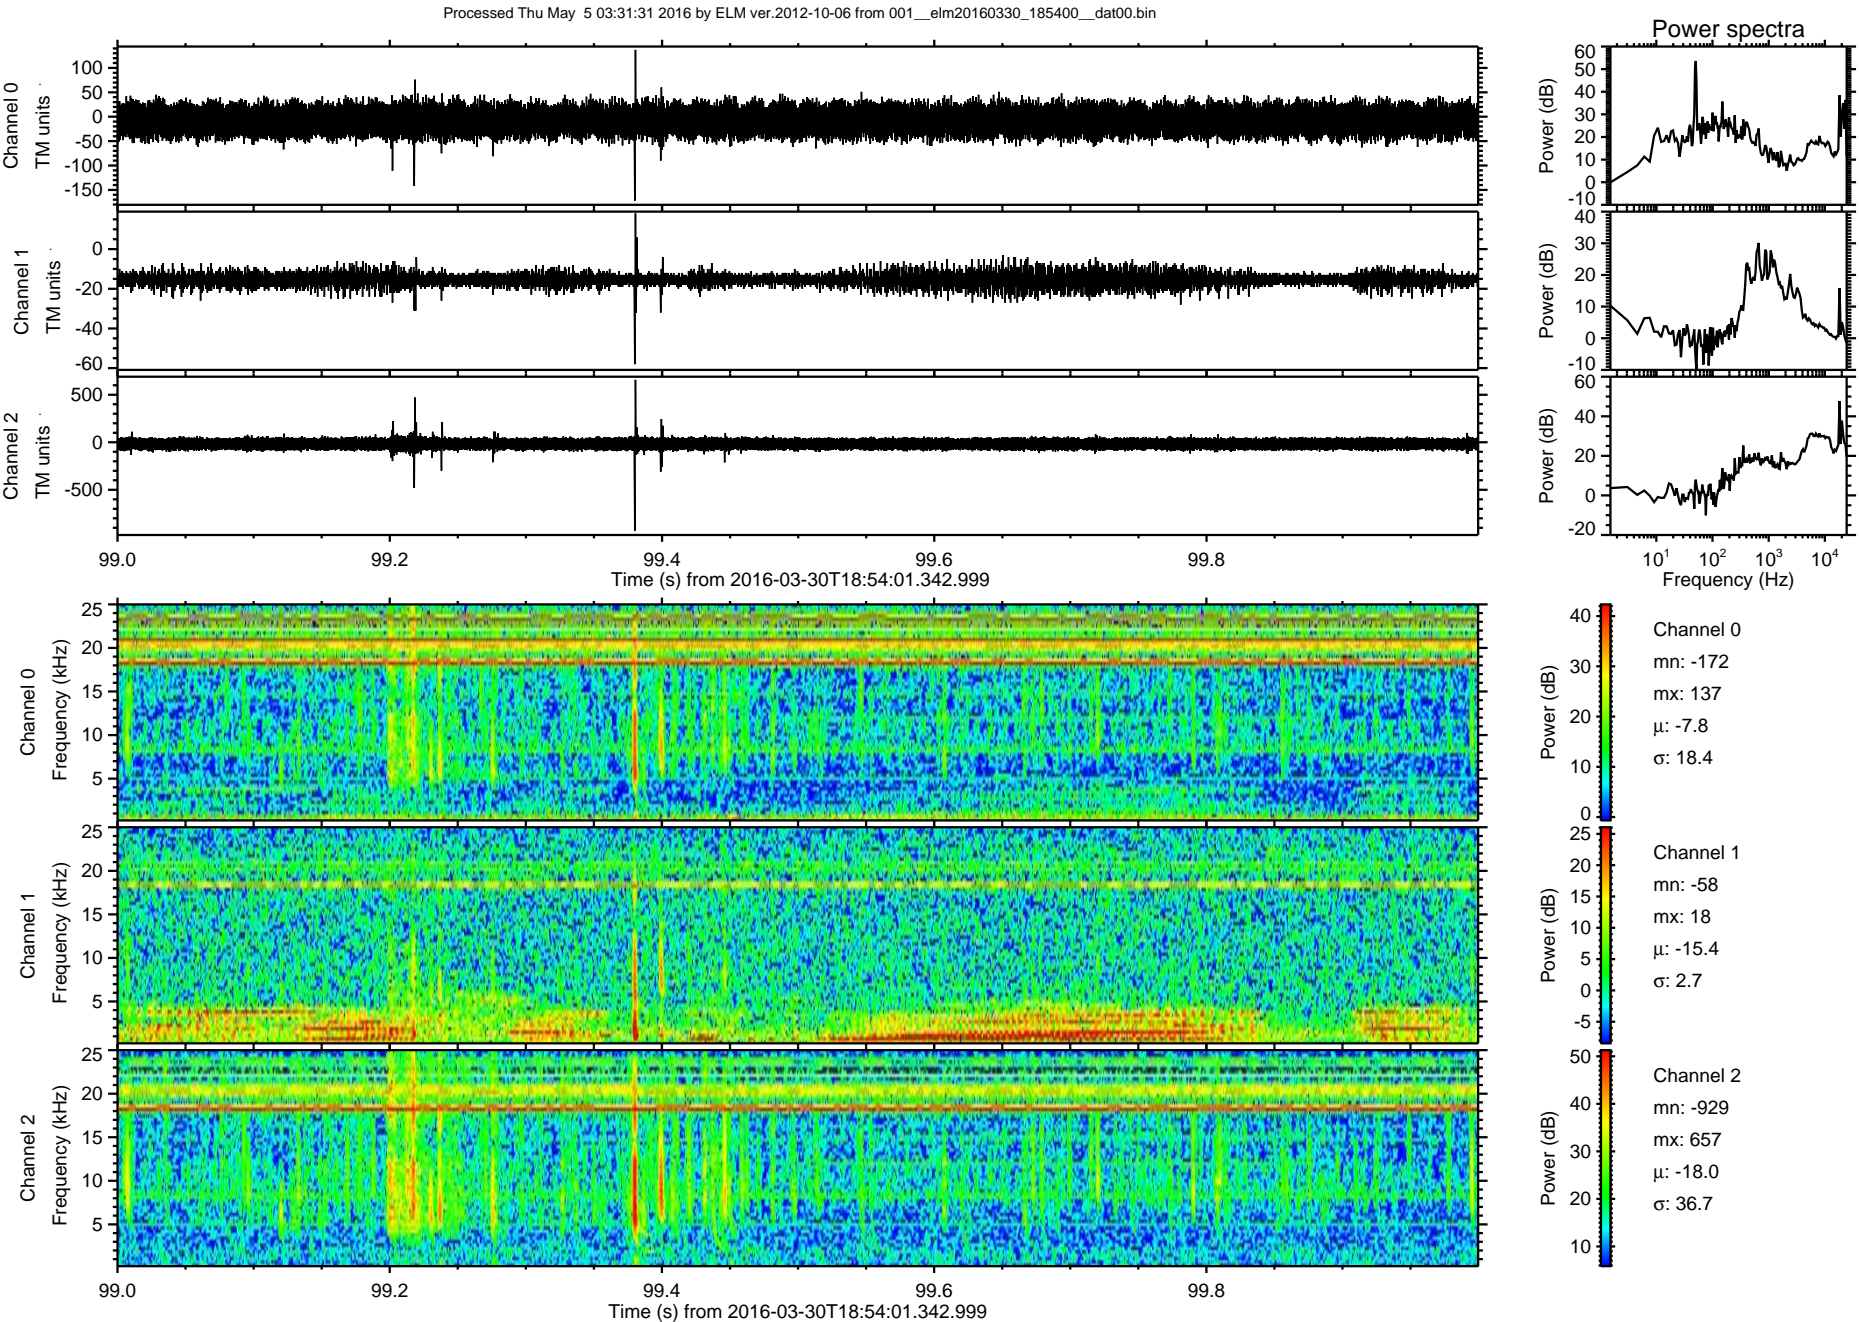 Processed Thu May  5 03:31:31 2016 by ELM ver.2012-10-06 from 001__elm20160330_185400__dat00.bin
Power spectra
Channel 0
TM units
100
50
0
-50
-100
-150
Power (dB)
60
50
40
30
20
10
0
-10
Channel 1
TM units
0
-20
-40
-60
Power (dB)
40
30
20
10
0
-10
Channel 2
TM units
500
0
-500
Power (dB)
60
40
20
0
-20
99.0
99.2
99.4
99.6
99.8
Time (s) from 2016-03-30T18:54:01.342.999
10¹
10²
10³
10⁴
Frequency (Hz)
Channel 0
Frequency (kHz)
25
20
15
10
5
Power (dB)
40
30
20
10
0
Channel 0
mn: -172
mx: 137
μ: -7.8
σ: 18.4
Channel 1
Frequency (kHz)
25
20
15
10
5
Power (dB)
25
20
15
10
5
0
-5
Channel 1
mn: -58
mx: 18
μ: -15.4
σ: 2.7
Channel 2
Frequency (kHz)
25
20
15
10
5
Power (dB)
50
40
30
20
10
Channel 2
mn: -929
mx: 657
μ: -18.0
σ: 36.7
99.0
99.2
99.4
99.6
99.8
Time (s) from 2016-03-30T18:54:01.342.999